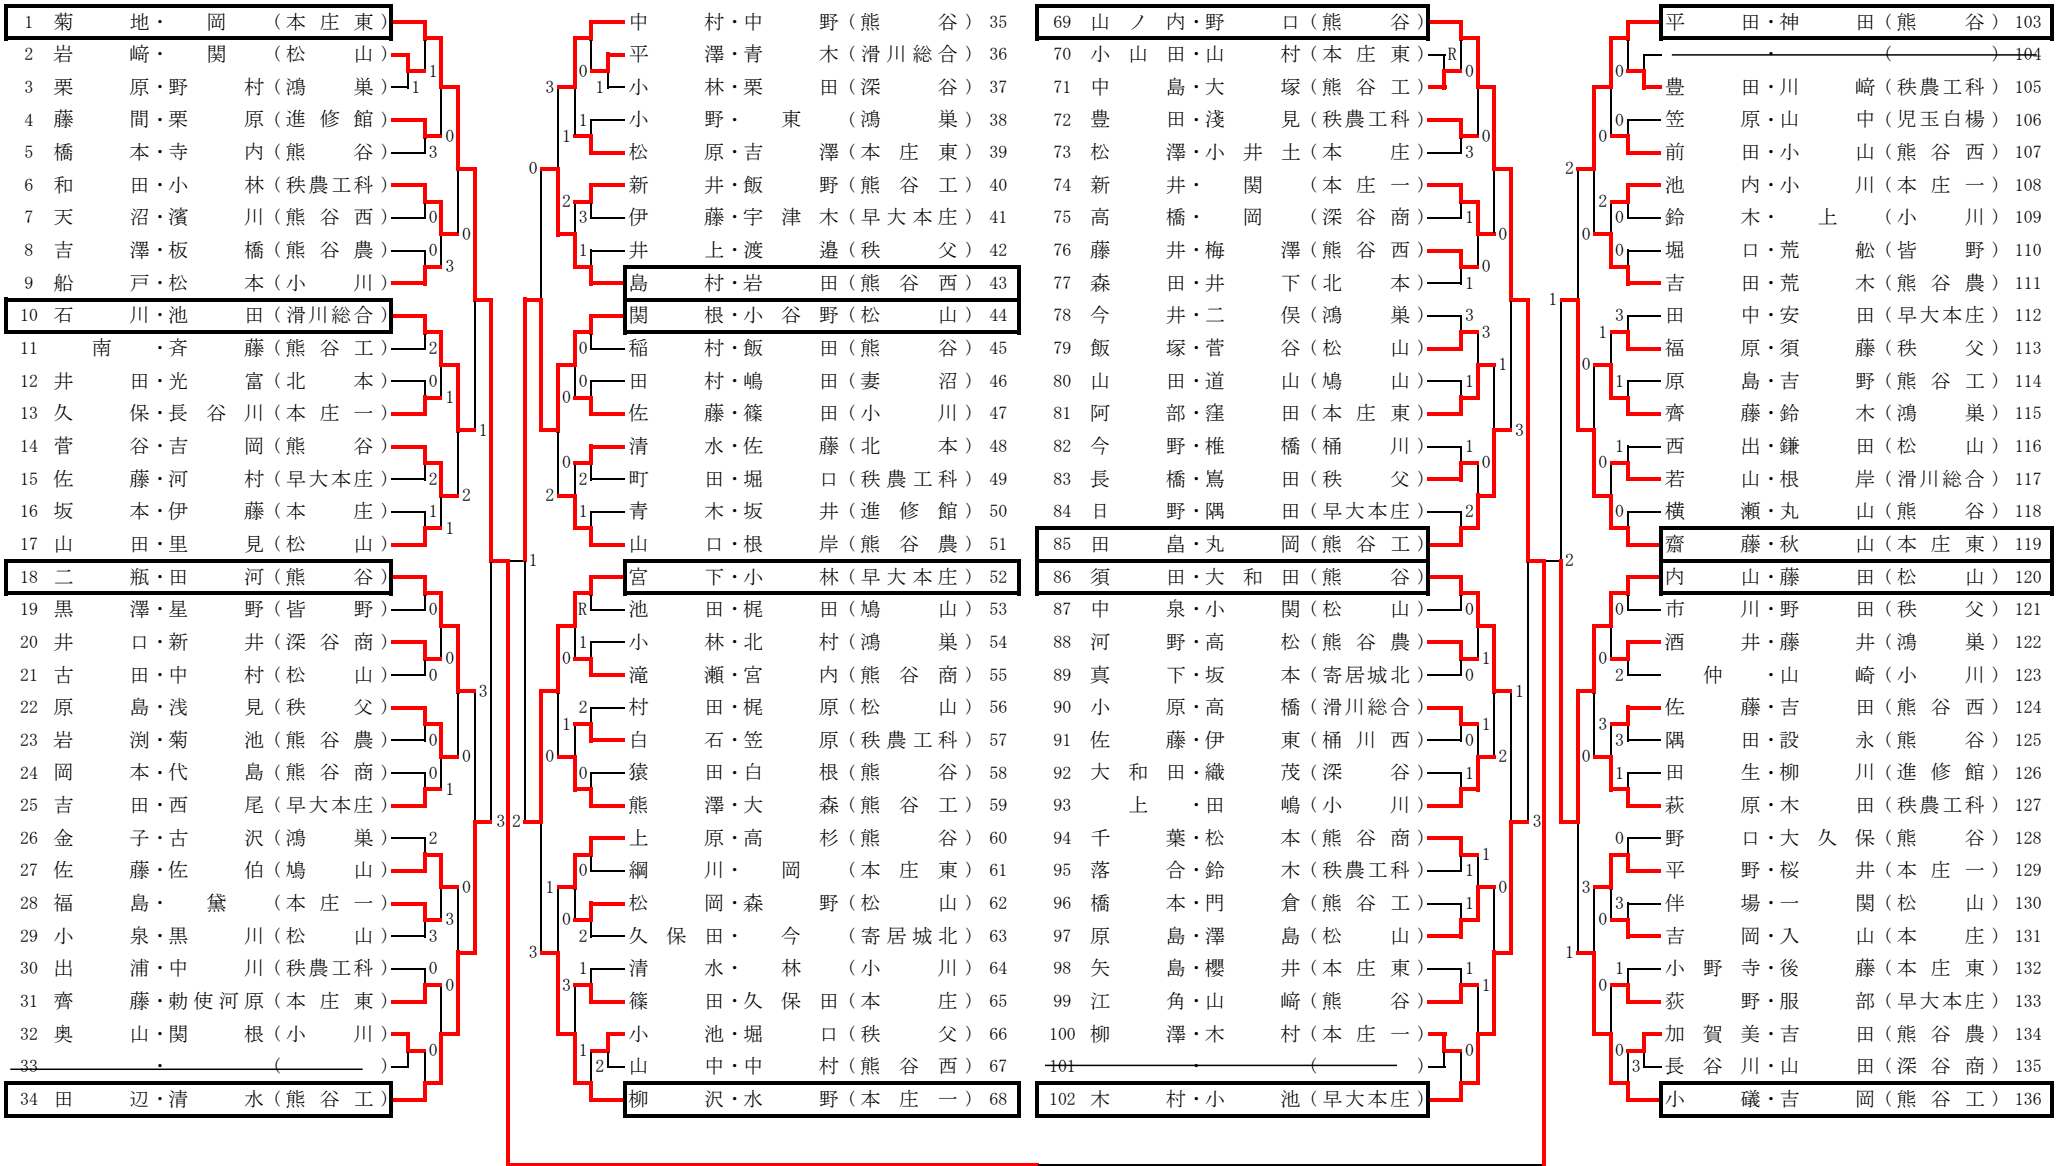 1 菊地・岡(本庄東)
2 岩﨑・関(松山)
3 栗原・野村(鴻巣)
4 藤間・栗原(進修館)
5 橋本・寺内(熊谷)
6 和田・小林(秩農工科)
7 天沼・濱川(熊谷西)
8 吉澤・板橋(熊谷農)
9 船戸・松本(小川)
10 石川・池田(滑川総合)
11 南・斉藤(熊谷工)
12 井田・光富(北本)
13 久保・長谷川(本庄一)
14 菅谷・吉岡(熊谷)
15 佐藤・河村(早大本庄)
16 坂本・伊藤(本庄)
17 山田・里見(松山)
18 二瓶・田河(熊谷)
19 黒澤・星野(皆野)
20 井口・新井(深谷商)
21 古田・中村(松山)
22 原島・浅見(秩父)
23 岩渕・菊池(熊谷農)
24 岡本・代島(熊谷商)
25 吉田・西尾(早大本庄)
26 金子・古沢(鴻巣)
27 佐藤・佐伯(鳩山)
28 福島・黛(本庄一)
29 小泉・黒川(松山)
30 出浦・中川(秩農工科)
31 齊藤・勅使河原(本庄東)
32 奥山・関根(小川)
33 ・( )
34 田辺・清水(熊谷工)
中村・中野(熊谷) 35
平澤・青木(滑川総合) 36
小林・栗田(深谷) 37
小野・東(鴻巣) 38
松原・吉澤(本庄東) 39
新井・飯野(熊谷工) 40
伊藤・宇津木(早大本庄) 41
井上・渡邉(秩父) 42
島村・岩田(熊谷西) 43
関根・小谷野(松山) 44
稲村・飯田(熊谷) 45
田村・嶋田(妻沼) 46
佐藤・篠田(小川) 47
清水・佐藤(北本) 48
町田・堀口(秩農工科) 49
青木・坂井(進修館) 50
山口・根岸(熊谷農) 51
宮下・小林(早大本庄) 52
池田・梶田(鳩山) 53
小林・北村(鴻巣) 54
滝瀬・宮内(熊谷商) 55
村田・梶原(松山) 56
白石・笠原(秩農工科) 57
猿田・白根(熊谷) 58
熊澤・大森(熊谷工) 59
上原・高杉(熊谷) 60
綱川・岡(本庄東) 61
松岡・森野(松山) 62
久保田・今(寄居城北) 63
清水・林(小川) 64
篠田・久保田(本庄) 65
小池・堀口(秩父) 66
山中・中村(熊谷西) 67
柳沢・水野(本庄一) 68
69 山ノ内・野口(熊谷)
70 小山田・山村(本庄東)
71 中島・大塚(熊谷工)
72 豊田・淺見(秩農工科)
73 松澤・小井土(本庄)
74 新井・関(本庄一)
75 高橋・岡(深谷商)
76 藤井・梅澤(熊谷西)
77 森田・井下(北本)
78 今井・二俣(鴻巣)
79 飯塚・菅谷(松山)
80 山田・道山(鳩山)
81 阿部・窪田(本庄東)
82 今野・椎橋(桶川)
83 長橋・嶌田(秩父)
84 日野・隅田(早大本庄)
85 田畠・丸岡(熊谷工)
86 須田・大和田(熊谷)
87 中泉・小関(松山)
88 河野・高松(熊谷農)
89 真下・坂本(寄居城北)
90 小原・高橋(滑川総合)
91 佐藤・伊東(桶川西)
92 大和田・織茂(深谷)
93 上・田嶋(小川)
94 千葉・松本(熊谷商)
95 落合・鈴木(秩農工科)
96 橋本・門倉(熊谷工)
97 原島・澤島(松山)
98 矢島・櫻井(本庄東)
99 江角・山﨑(熊谷)
100 柳澤・木村(本庄一)
101 ・( )
102 木村・小池(早大本庄)
平田・神田(熊谷) 103
・( ) 104
豊田・川﨑(秩農工科) 105
笠原・山中(児玉白楊) 106
前田・小山(熊谷西) 107
池内・小川(本庄一) 108
鈴木・上(小川) 109
堀口・荒舩(皆野) 110
吉田・荒木(熊谷農) 111
田中・安田(早大本庄) 112
福原・須藤(秩父) 113
原島・吉野(熊谷工) 114
齊藤・鈴木(鴻巣) 115
西出・鎌田(松山) 116
若山・根岸(滑川総合) 117
横瀬・丸山(熊谷) 118
齋藤・秋山(本庄東) 119
内山・藤田(松山) 120
市川・野田(秩父) 121
酒井・藤井(鴻巣) 122
仲・山崎(小川) 123
佐藤・吉田(熊谷西) 124
隅田・設永(熊谷) 125
田生・柳川(進修館) 126
萩原・木田(秩農工科) 127
野口・大久保(熊谷) 128
平野・桜井(本庄一) 129
伴場・一関(松山) 130
吉岡・入山(本庄) 131
小野寺・後藤(本庄東) 132
荻野・服部(早大本庄) 133
加賀美・吉田(熊谷農) 134
長谷川・山田(深谷商) 135
小礒・吉岡(熊谷工) 136